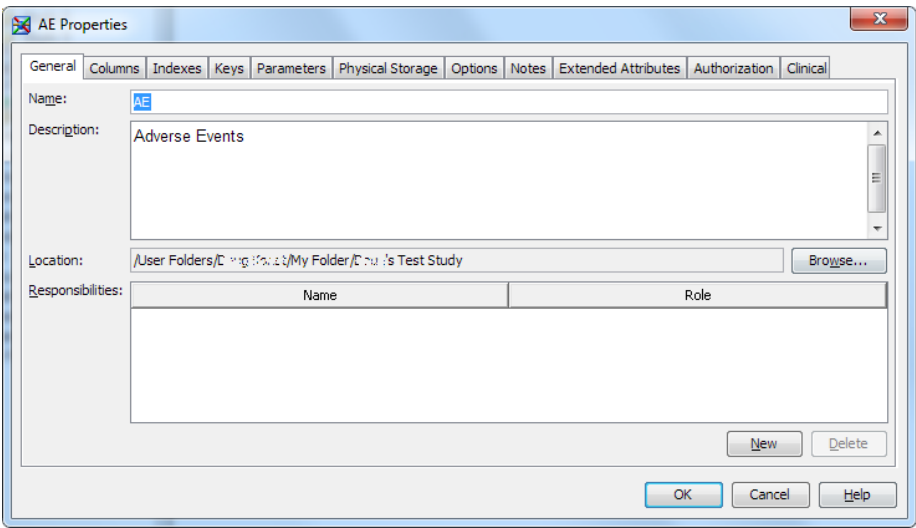 AE Properties
General Columns Indexes Keys Parameters Physical Storage Options Notes Extended Attributes Authorization Clinical
Name: AE
Description: Adverse Events
Location: /User Folders/ /My Folder/ 's Test Study Browse...
Responsibilities: Name Role
New Delete
OK Cancel Help